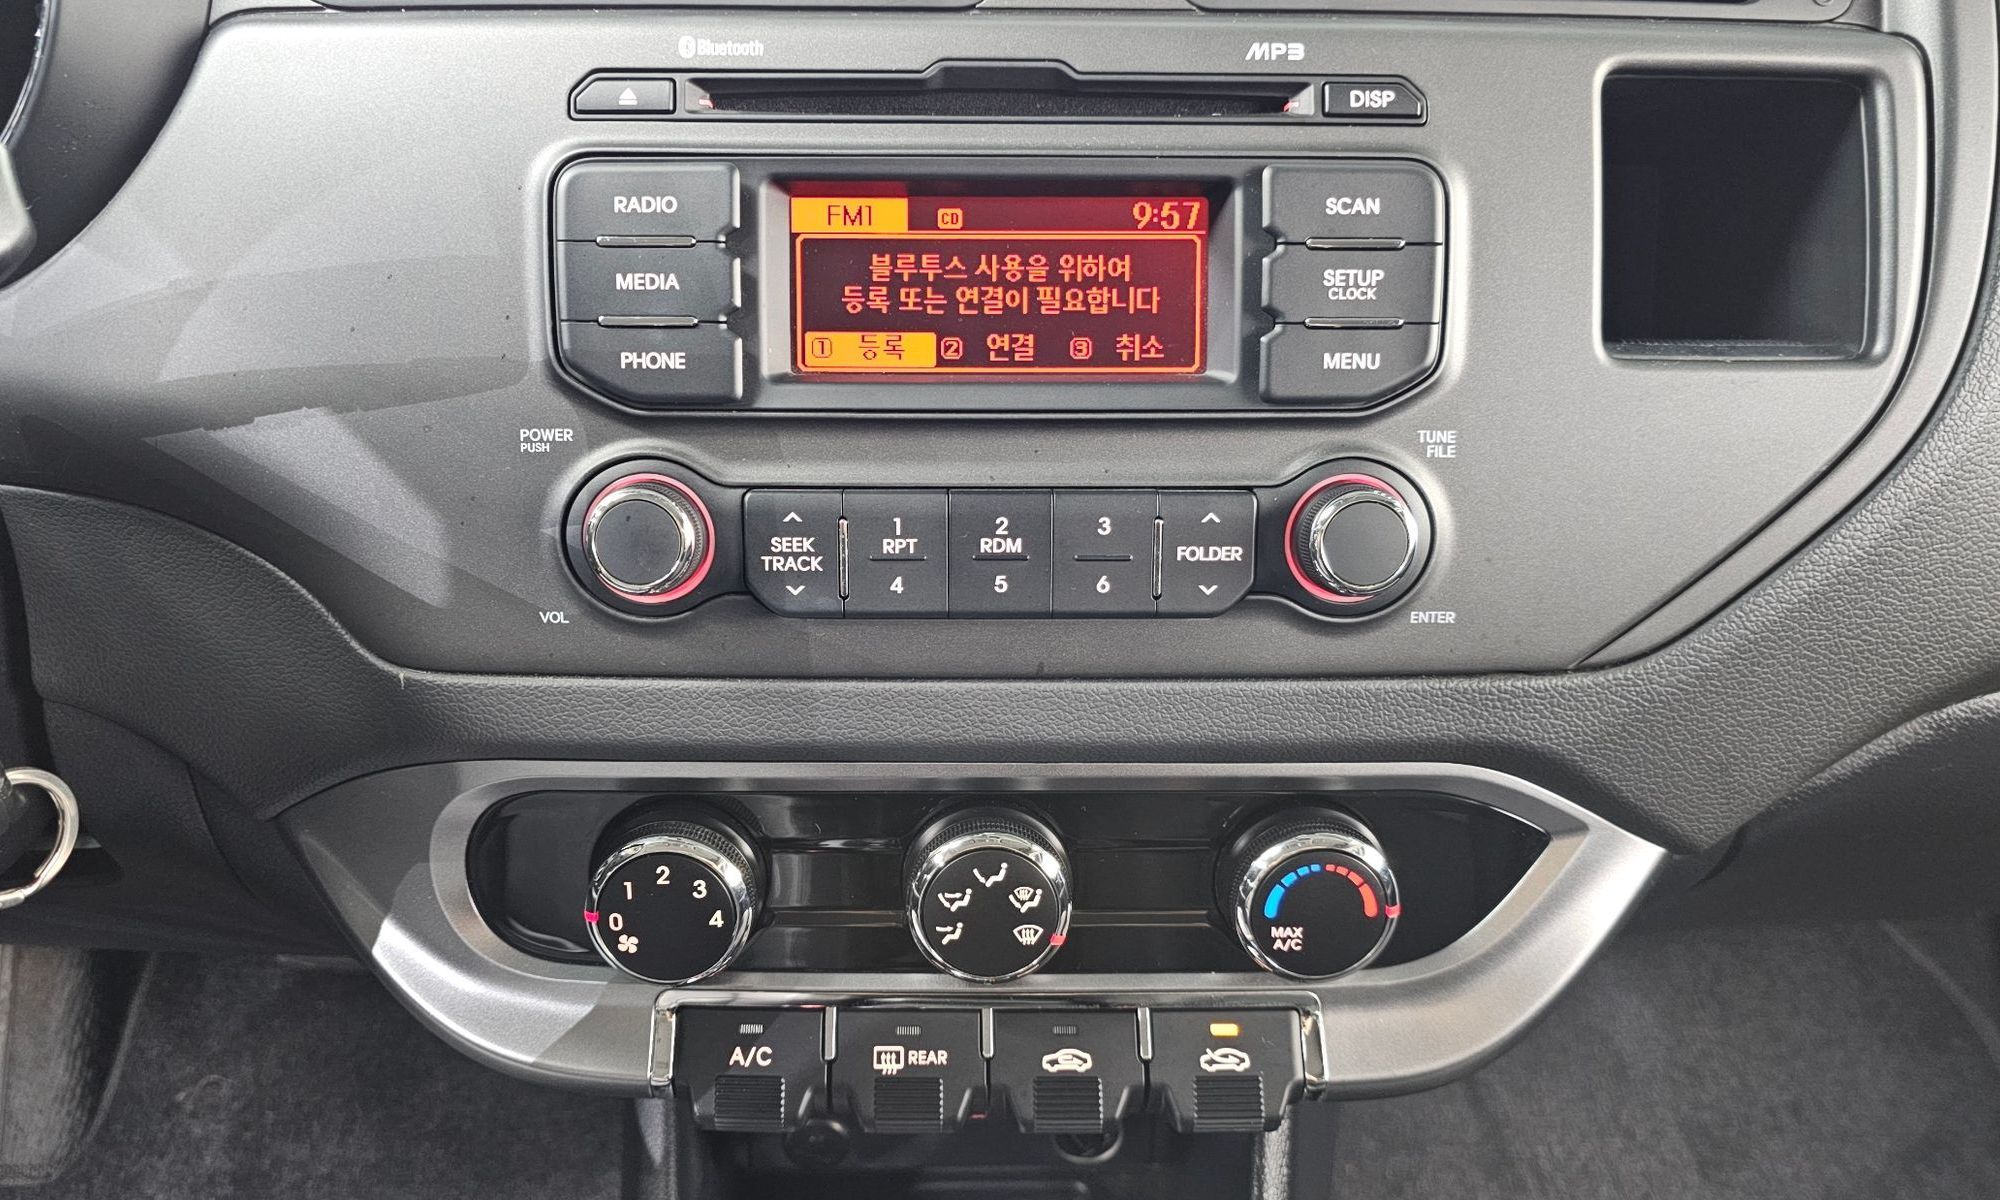 Bluetooth
MP3
DISP
RADIO
MEDIA
PHONE
FM1 CD 9:57
블루투스 사용을 위하여
등록 또는 연결이 필요합니다
1 등록 2 연결 3 취소
SCAN
SETUP
CLOCK
MENU
POWER
PUSH
VOL
SEEK
TRACK
1
RPT
4
2
RDM
5
3
6
FOLDER
TUNE
FILE
ENTER
0 1 2 3 4
MAX
A/C
A/C
REAR